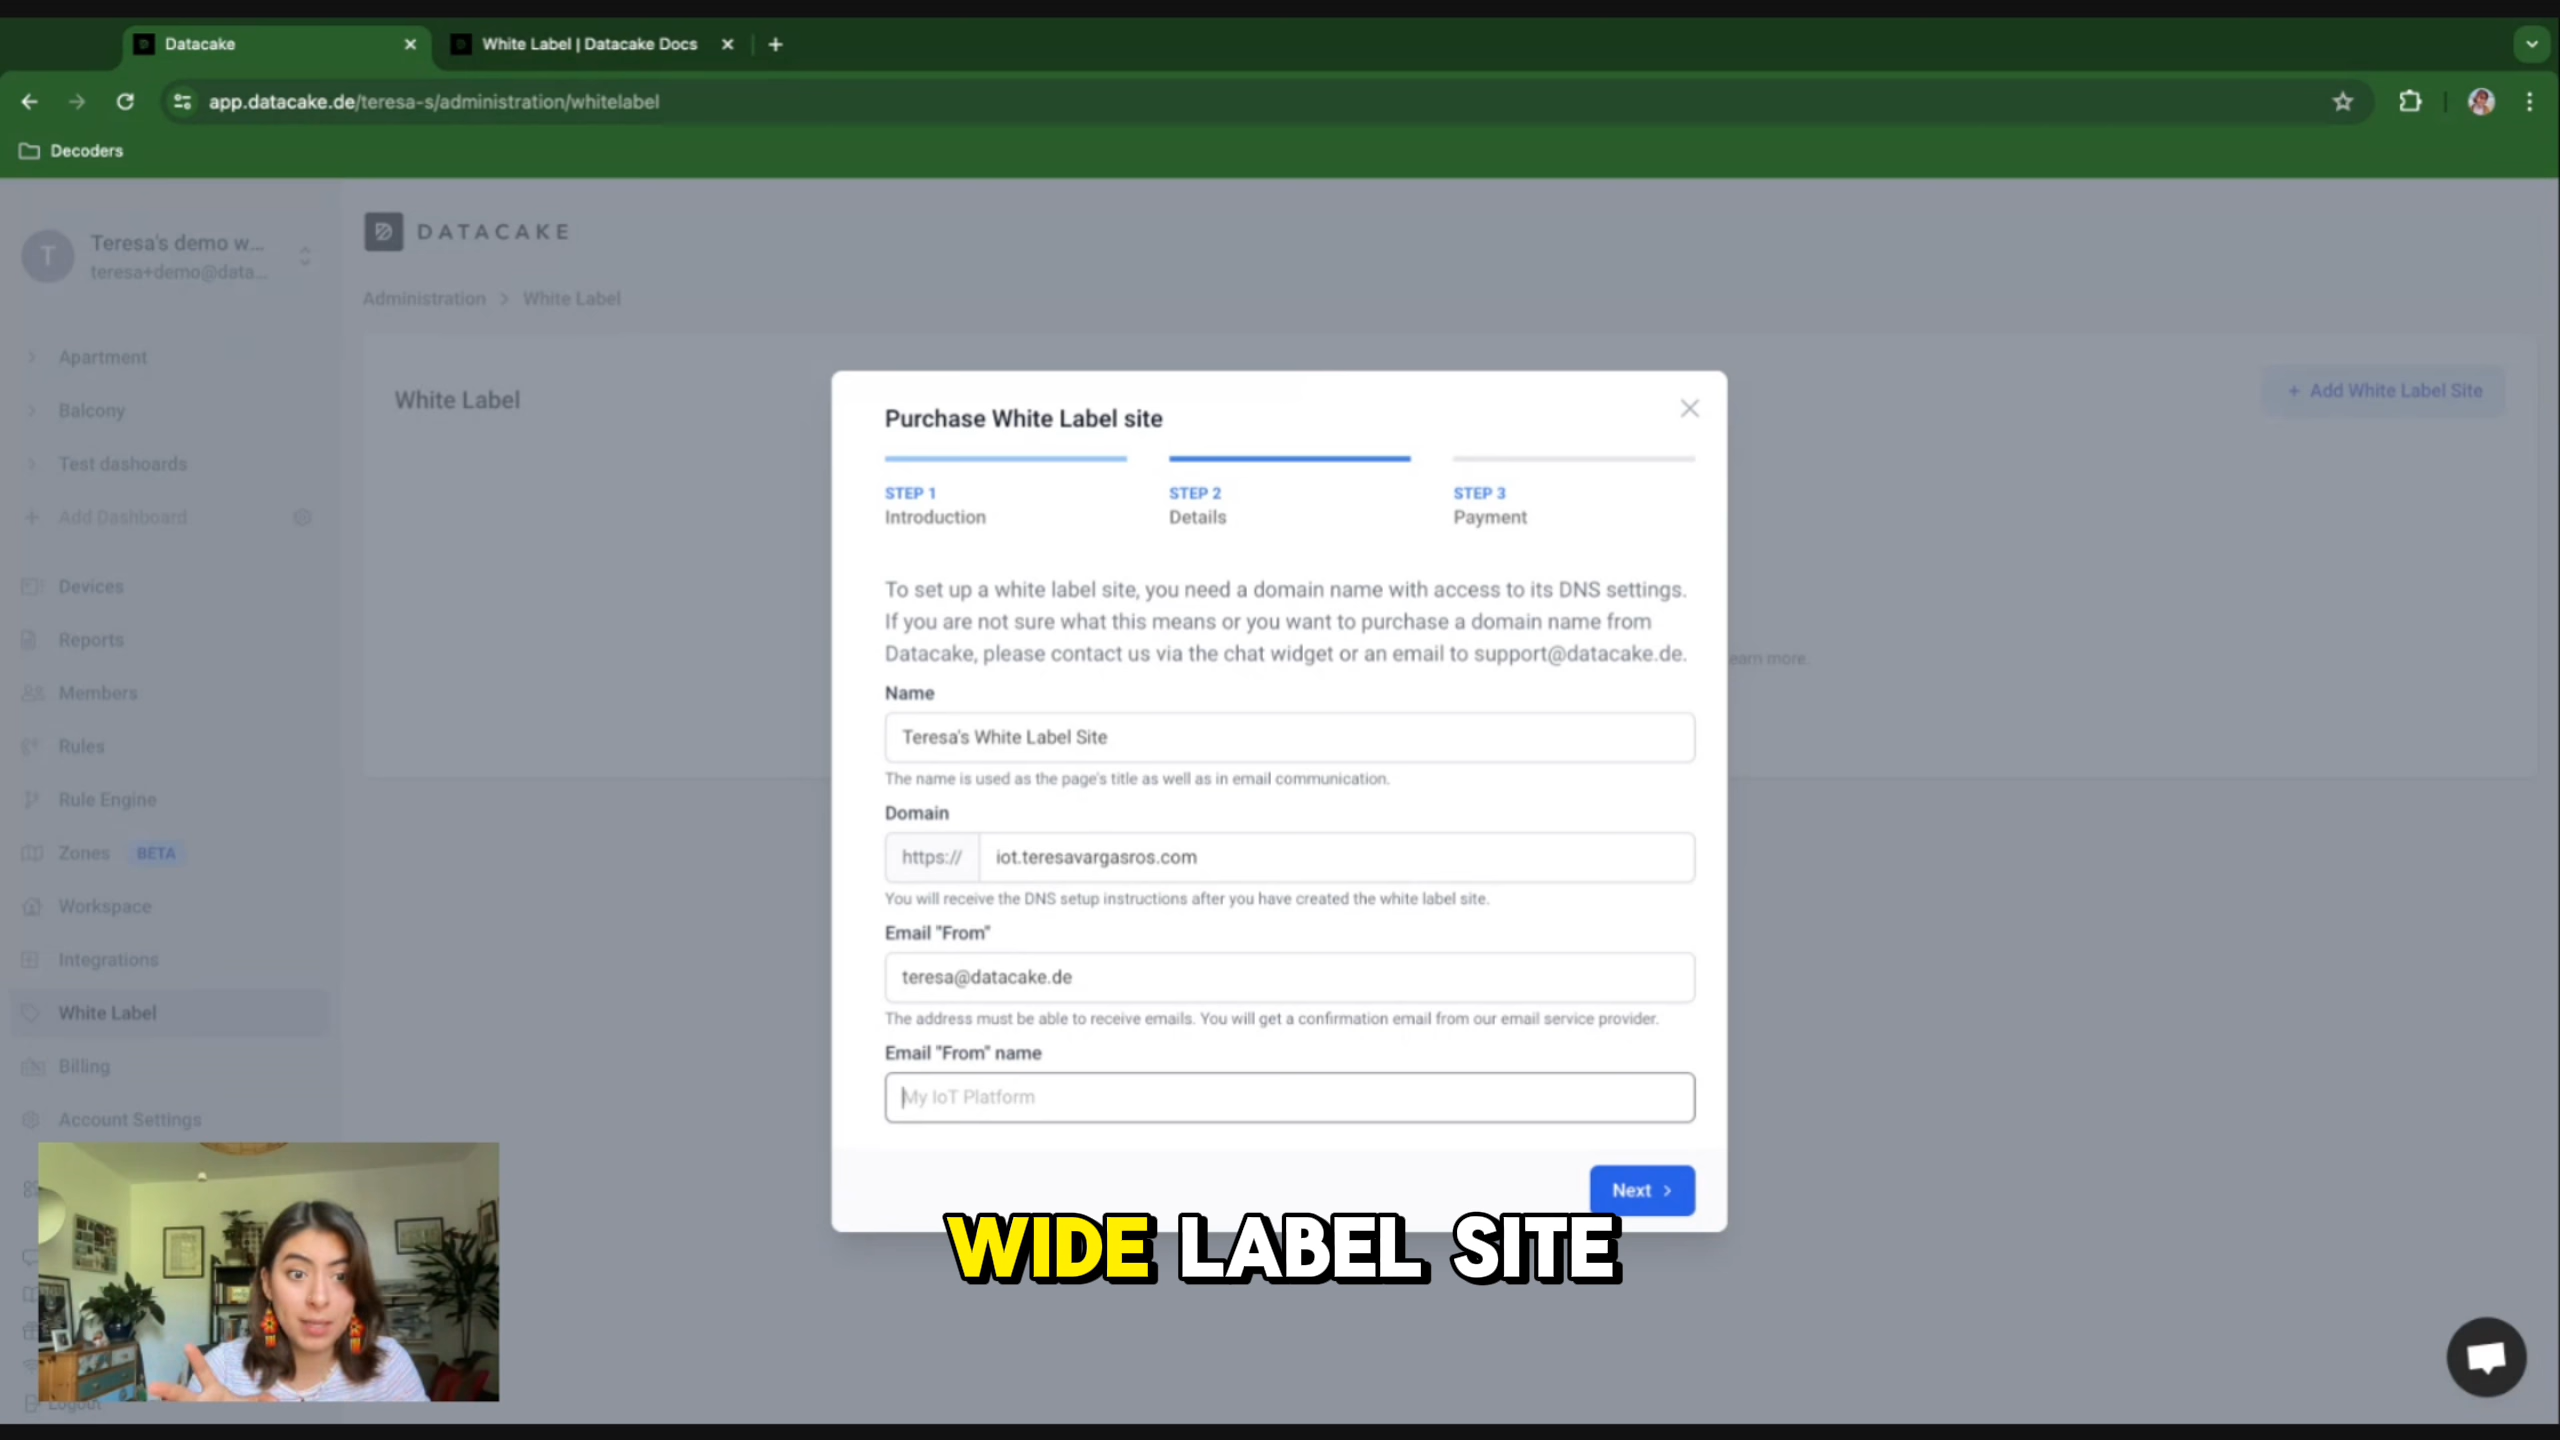 Datacake
White Label | Datacake Docs
app.datacake.de/teresa-s/administration/whitelabel
Decoders
T
Teresa's demo w...
teresa+demo@data...
DATACAKE
Administration > White Label
Apartment
Balcony
Test dashoards
+ Add Dashboard
Devices
Reports
Members
Rules
Rule Engine
Zones BETA
Workspace
Integrations
White Label
Billing
Account Settings
Logout
White Label
+ Add White Label Site
earn more.
Purchase White Label site
STEP 1
Introduction
STEP 2
Details
STEP 3
Payment
To set up a white label site, you need a domain name with access to its DNS settings.
If you are not sure what this means or you want to purchase a domain name from
Datacake, please contact us via the chat widget or an email to support@datacake.de.
Name
Teresa's White Label Site
The name is used as the page's title as well as in email communication.
Domain
https:// iot.teresavargasros.com
You will receive the DNS setup instructions after you have created the white label site.
Email "From"
teresa@datacake.de
The address must be able to receive emails. You will get a confirmation email from our email service provider.
Email "From" name
My IoT Platform
Next >
WIDE LABEL SITE